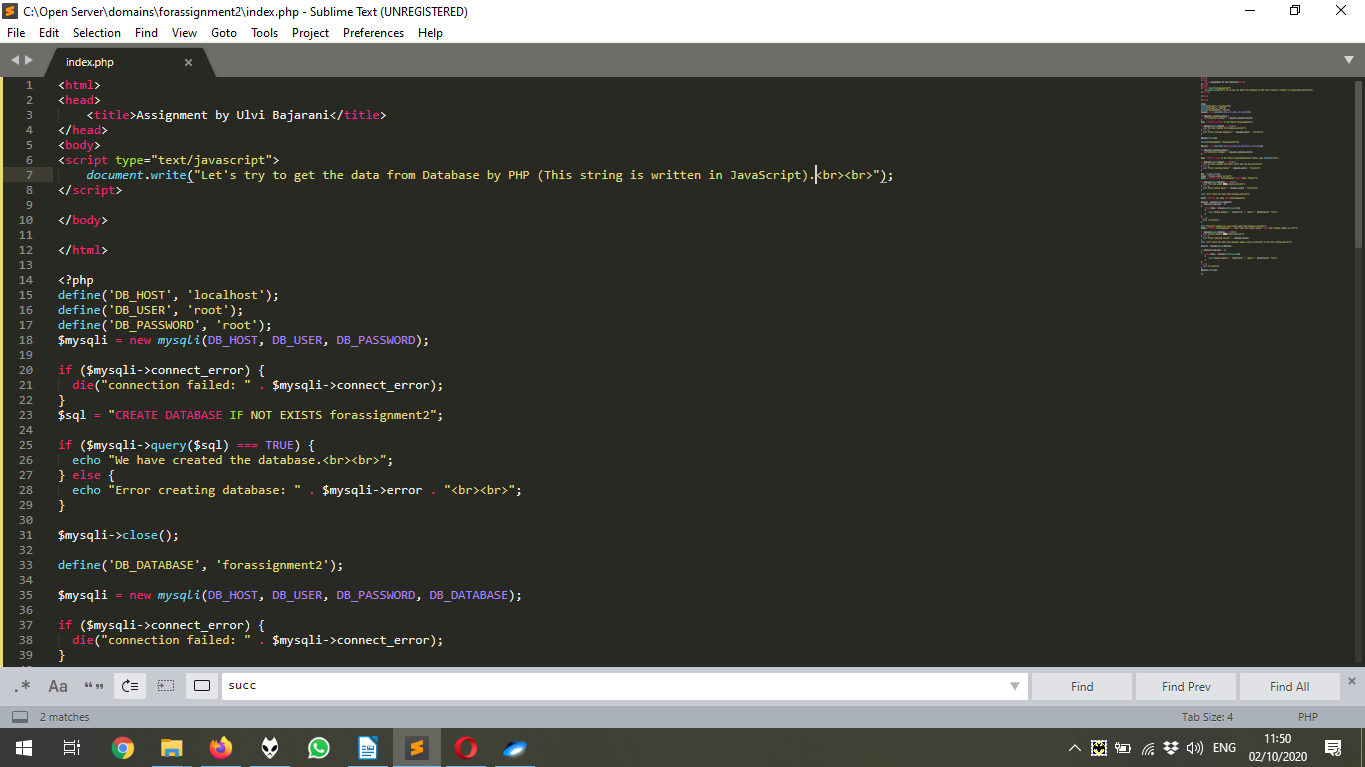 C:\Open Server\domains\forassignment2\index.php - Sublime Text (UNREGISTERED)
File Edit Selection Find View Goto Tools Project Preferences Help
index.php
1 <html>
2 <head>
3     <title>Assignment by Ulvi Bajarani</title>
4 </head>
5 <body>
6 <script type="text/javascript">
7     document.write("Let's try to get the data from Database by PHP (This string is written in JavaScript).<br><br>");
8 </script>
9
10 </body>
11
12 </html>
13
14 <?php
15 define('DB_HOST', 'localhost');
16 define('DB_USER', 'root');
17 define('DB_PASSWORD', 'root');
18 $mysqli = new mysqli(DB_HOST, DB_USER, DB_PASSWORD);
19
20 if ($mysqli->connect_error) {
21   die("connection failed: " . $mysqli->connect_error);
22 }
23 $sql = "CREATE DATABASE IF NOT EXISTS forassignment2";
24
25 if ($mysqli->query($sql) === TRUE) {
26   echo "We have created the database.<br><br>";
27 } else {
28   echo "Error creating database: " . $mysqli->error . "<br><br>";
29 }
30
31 $mysqli->close();
32
33 define('DB_DATABASE', 'forassignment2');
34
35 $mysqli = new mysqli(DB_HOST, DB_USER, DB_PASSWORD, DB_DATABASE);
36
37 if ($mysqli->connect_error) {
38   die("connection failed: " . $mysqli->connect_error);
39 }
.* Aa “” succ Find Find Prev Find All
2 matches Tab Size: 4 PHP
ENG 11:50
02/10/2020